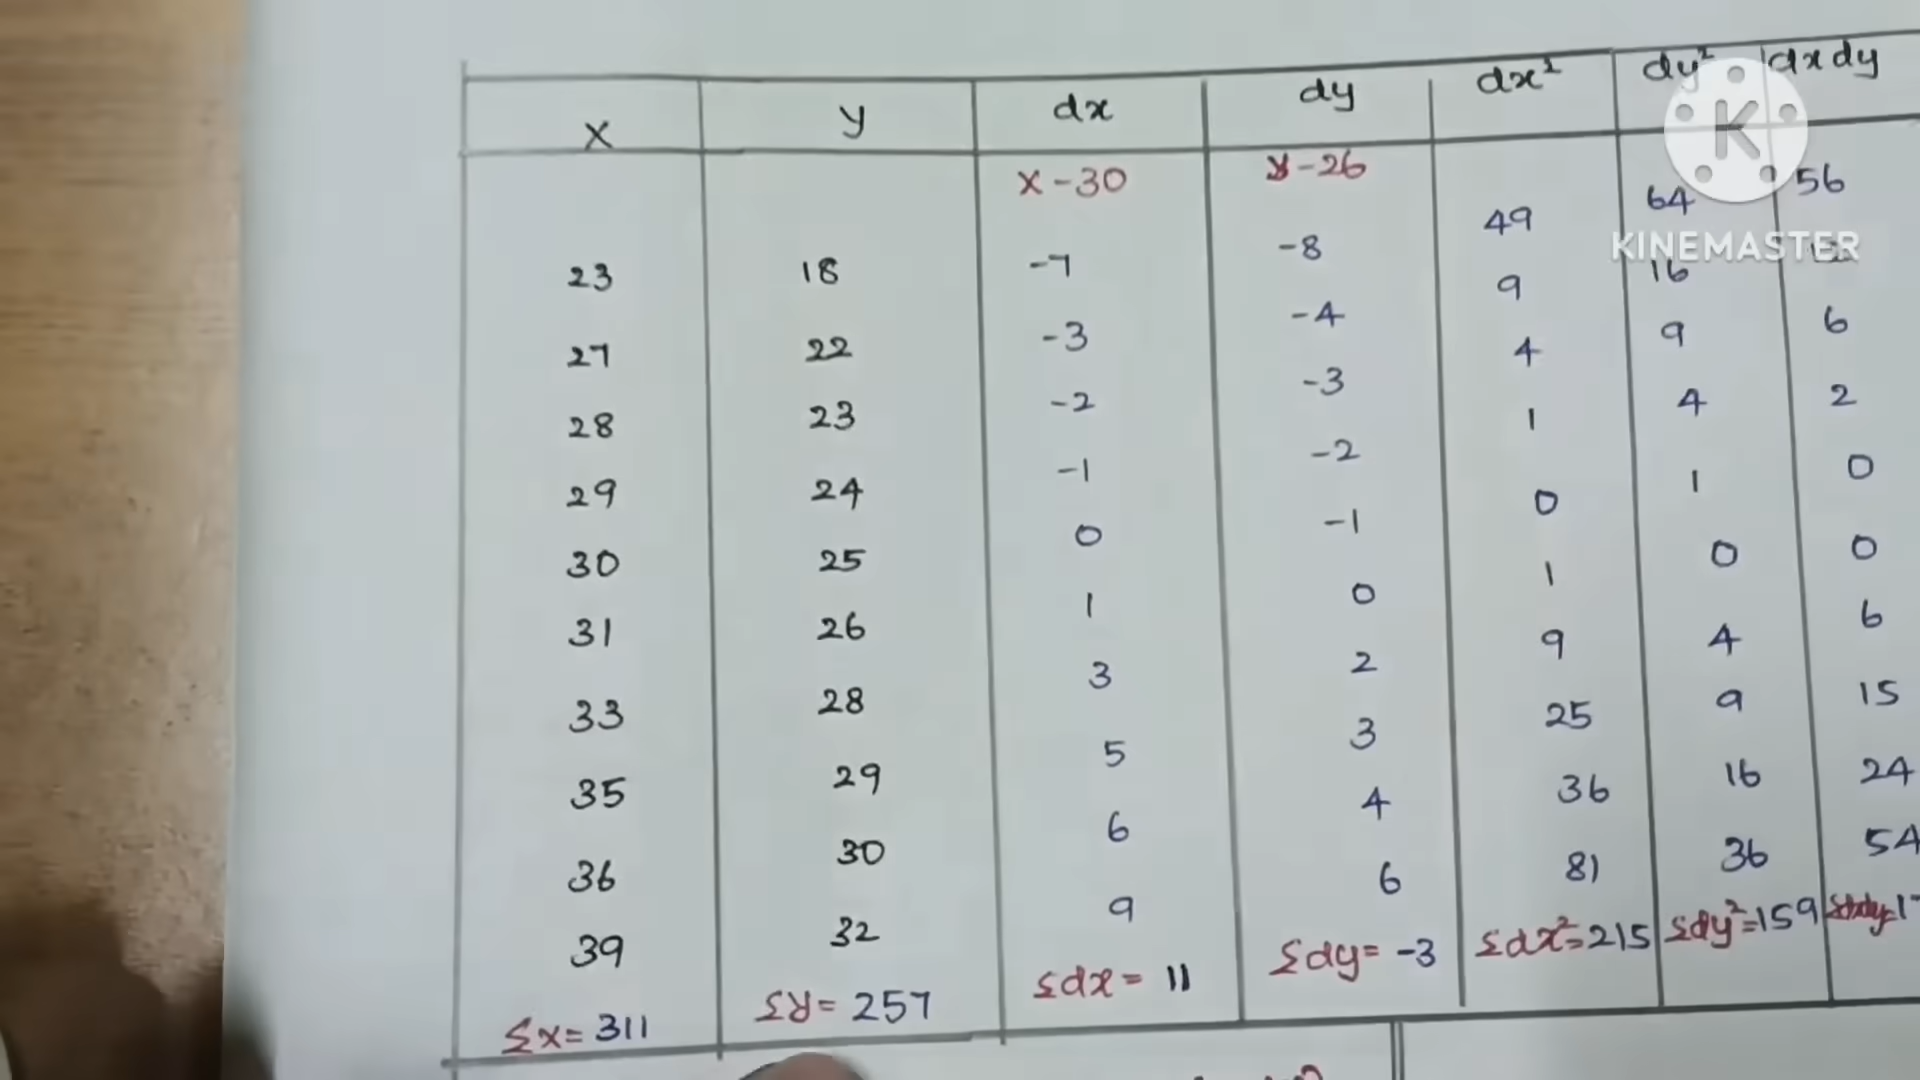 X y dx dy dx² dy² dxdy
X-30 y-26
23 18 -7 -8 49 64 56
27 22 -3 -4 9 16
28 23 -2 -3 4 9 6
29 24 -1 -2 1 4 2
30 25 0 -1 0 1 0
31 26 1 0 1 0 0
33 28 3 2 9 4 6
35 29 5 3 25 9 15
36 30 6 4 36 16 24
39 32 9 6 81 36 54
Σx= 311 Σy= 257 Σdx = 11 Σdy= -3 Σdx²=215 Σdy²=159 Σdxdy=
K
KINEMASTER